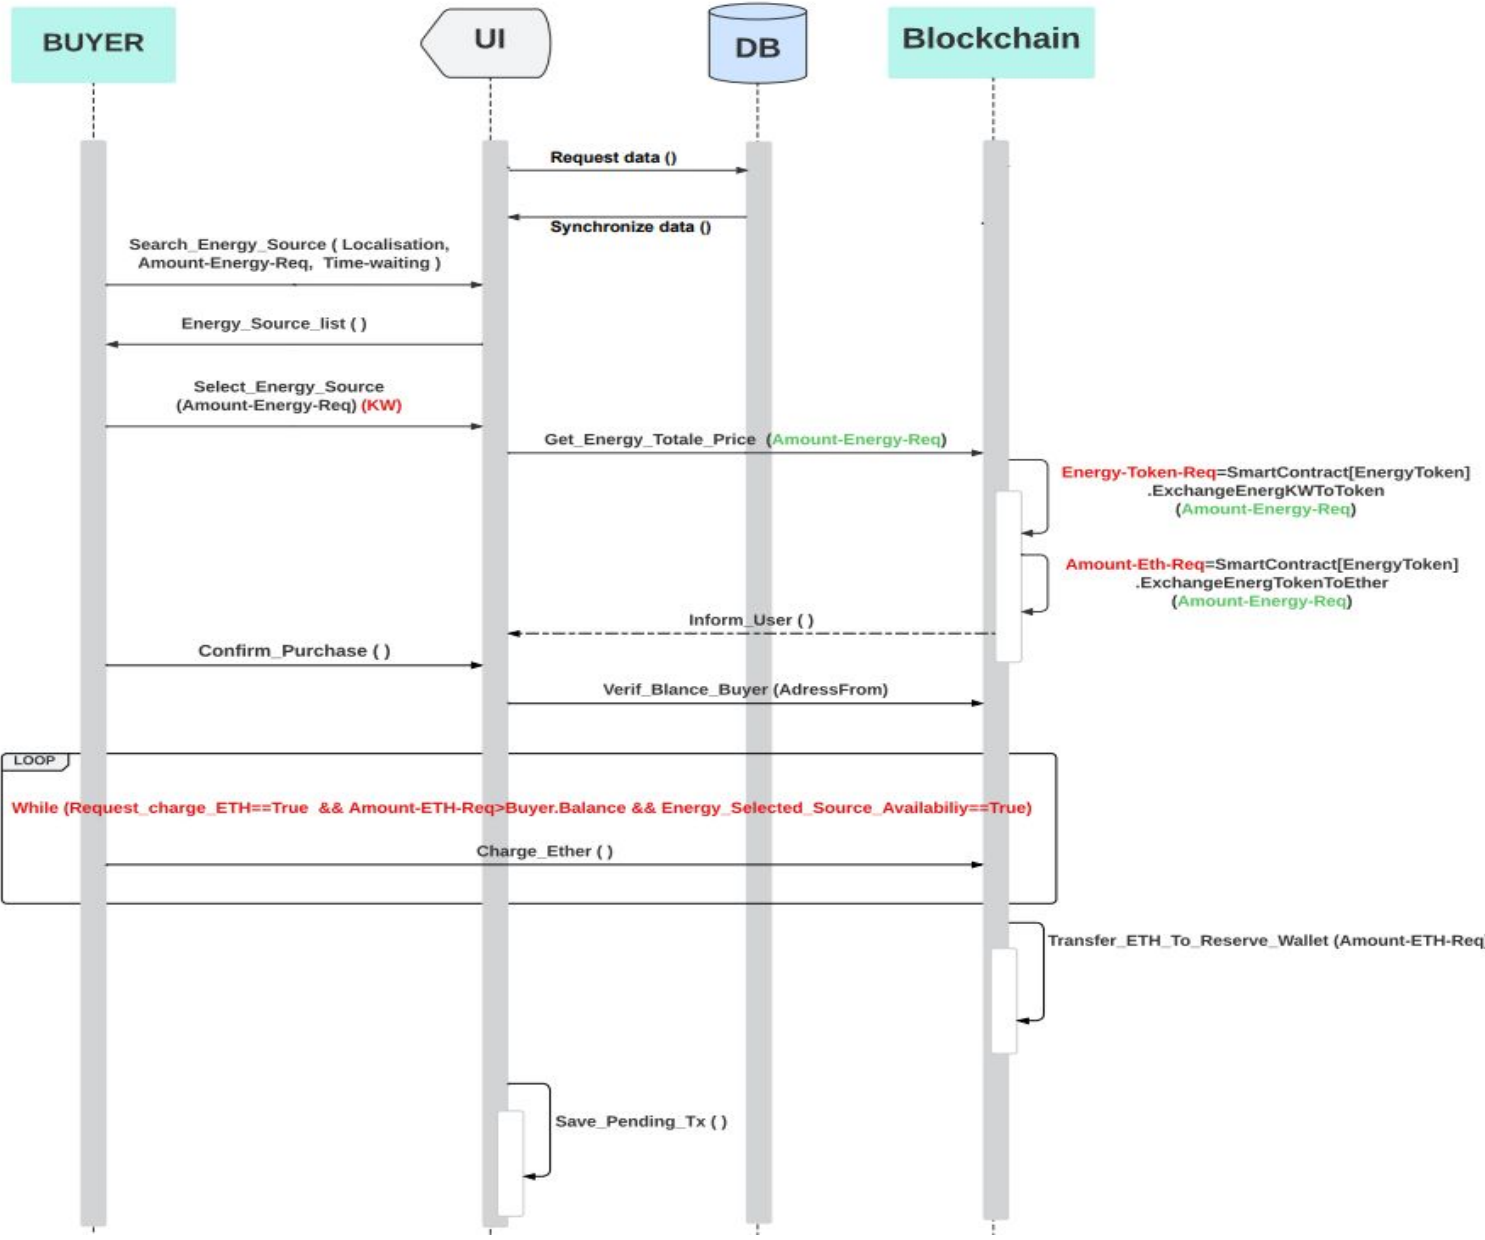 BUYER
UI
DB
Blockchain
Request data ()
Synchronize data ()
Search_Energy_Source ( Localisation,
Amount-Energy-Req, Time-waiting )
Energy_Source_list ( )
Select_Energy_Source
(Amount-Energy-Req) (KW)
Get_Energy_Totale_Price (Amount-Energy-Req)
Energy-Token-Req=SmartContract[EnergyToken]
.ExchangeEnergKWToToken
(Amount-Energy-Req)
Amount-Eth-Req=SmartContract[EnergyToken]
.ExchangeEnergTokenToEther
(Amount-Energy-Req)
Inform_User ( )
Confirm_Purchase ( )
Verif_Blance_Buyer (AdressFrom)
LOOP
While (Request_charge_ETH==True && Amount-ETH-Req>Buyer.Balance && Energy_Selected_Source_Availabiliy==True)
Charge_Ether ( )
Transfer_ETH_To_Reserve_Wallet (Amount-ETH-Req)
Save_Pending_Tx ( )